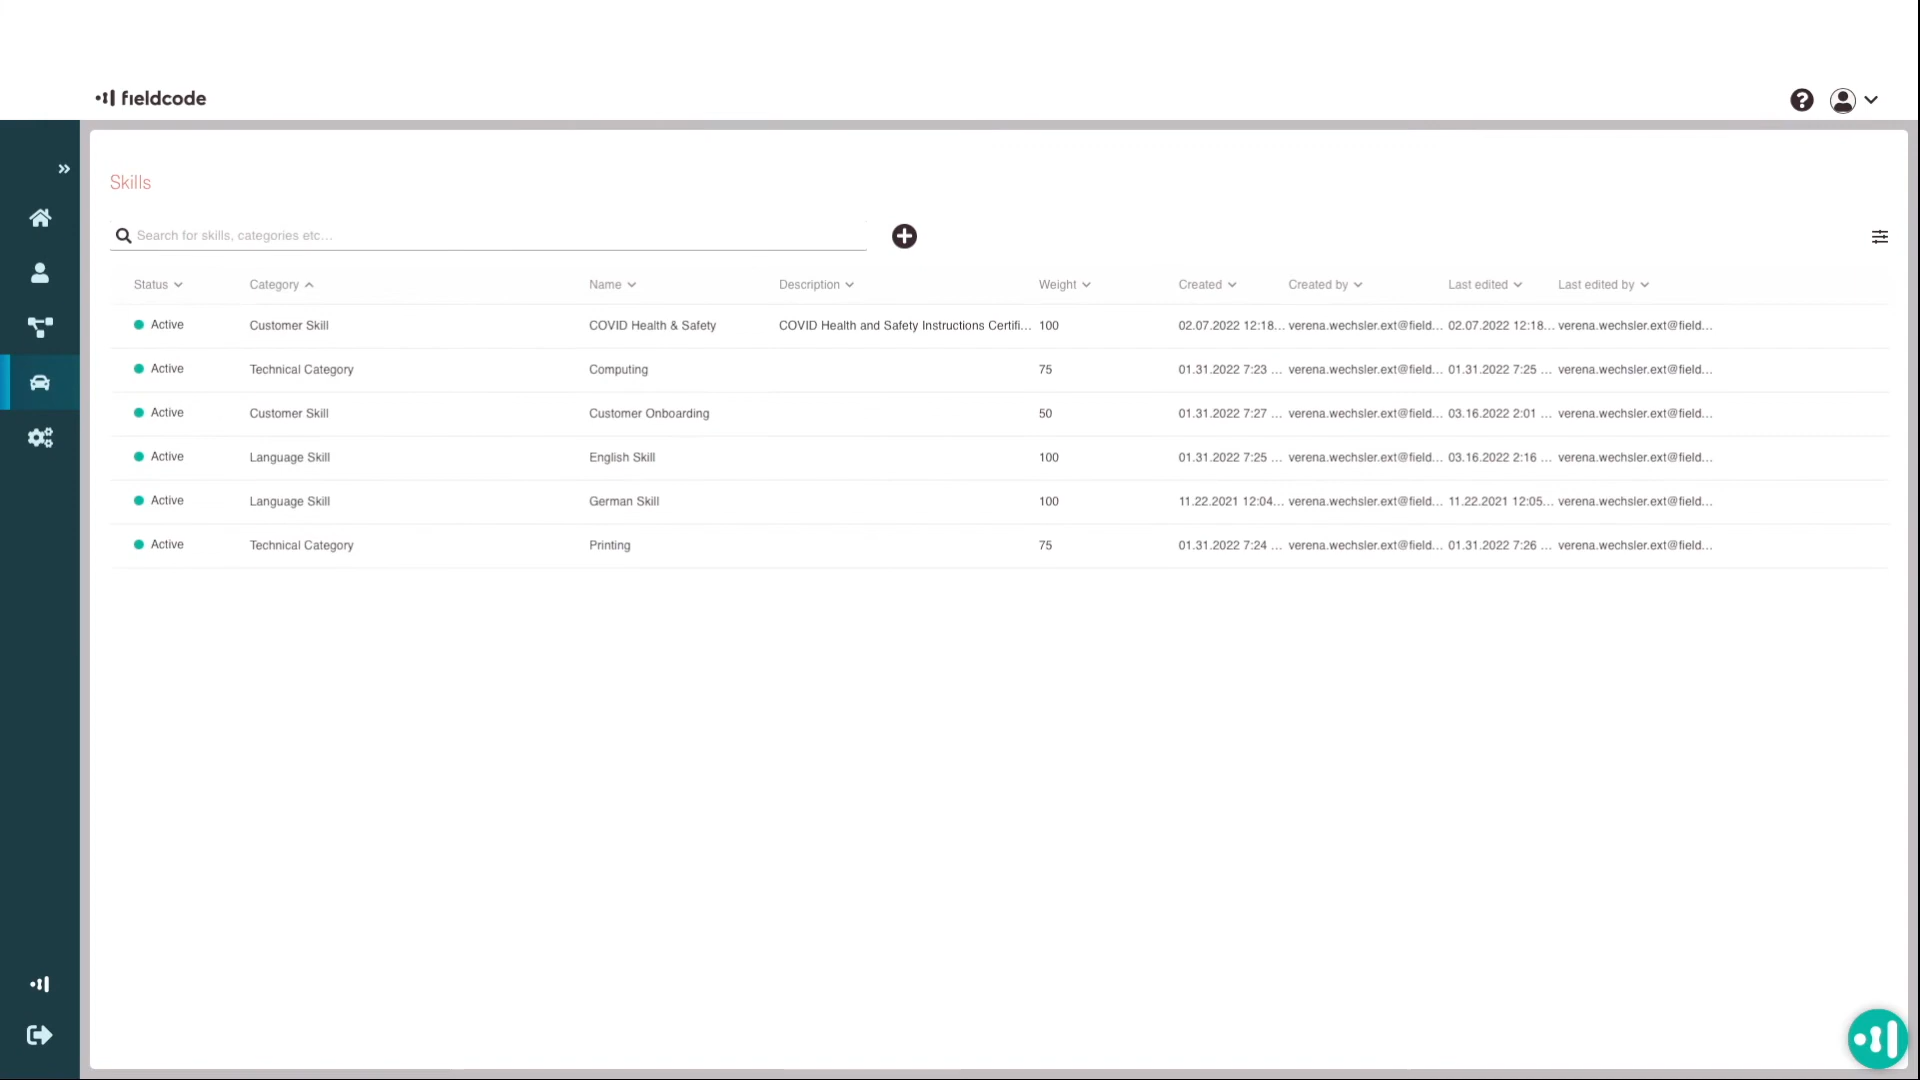 fieldcode
Skills
Search for skills, categories etc...
Status Category Name Description Weight Created Created by Last edited Last edited by
Active Customer Skill COVID Health & Safety COVID Health and Safety Instructions Certifi... 100 02.07.2022 12:18... verena.wechsler.ext@field... 02.07.2022 12:18... verena.wechsler.ext@field...
Active Technical Category Computing 75 01.31.2022 7:23 ... verena.wechsler.ext@field... 01.31.2022 7:25 ... verena.wechsler.ext@field...
Active Customer Skill Customer Onboarding 50 01.31.2022 7:27 ... verena.wechsler.ext@field... 03.16.2022 2:01 ... verena.wechsler.ext@field...
Active Language Skill English Skill 100 01.31.2022 7:25 ... verena.wechsler.ext@field... 03.16.2022 2:16 ... verena.wechsler.ext@field...
Active Language Skill German Skill 100 11.22.2021 12:04... verena.wechsler.ext@field... 11.22.2021 12:05... verena.wechsler.ext@field...
Active Technical Category Printing 75 01.31.2022 7:24 ... verena.wechsler.ext@field... 01.31.2022 7:26 ... verena.wechsler.ext@field...